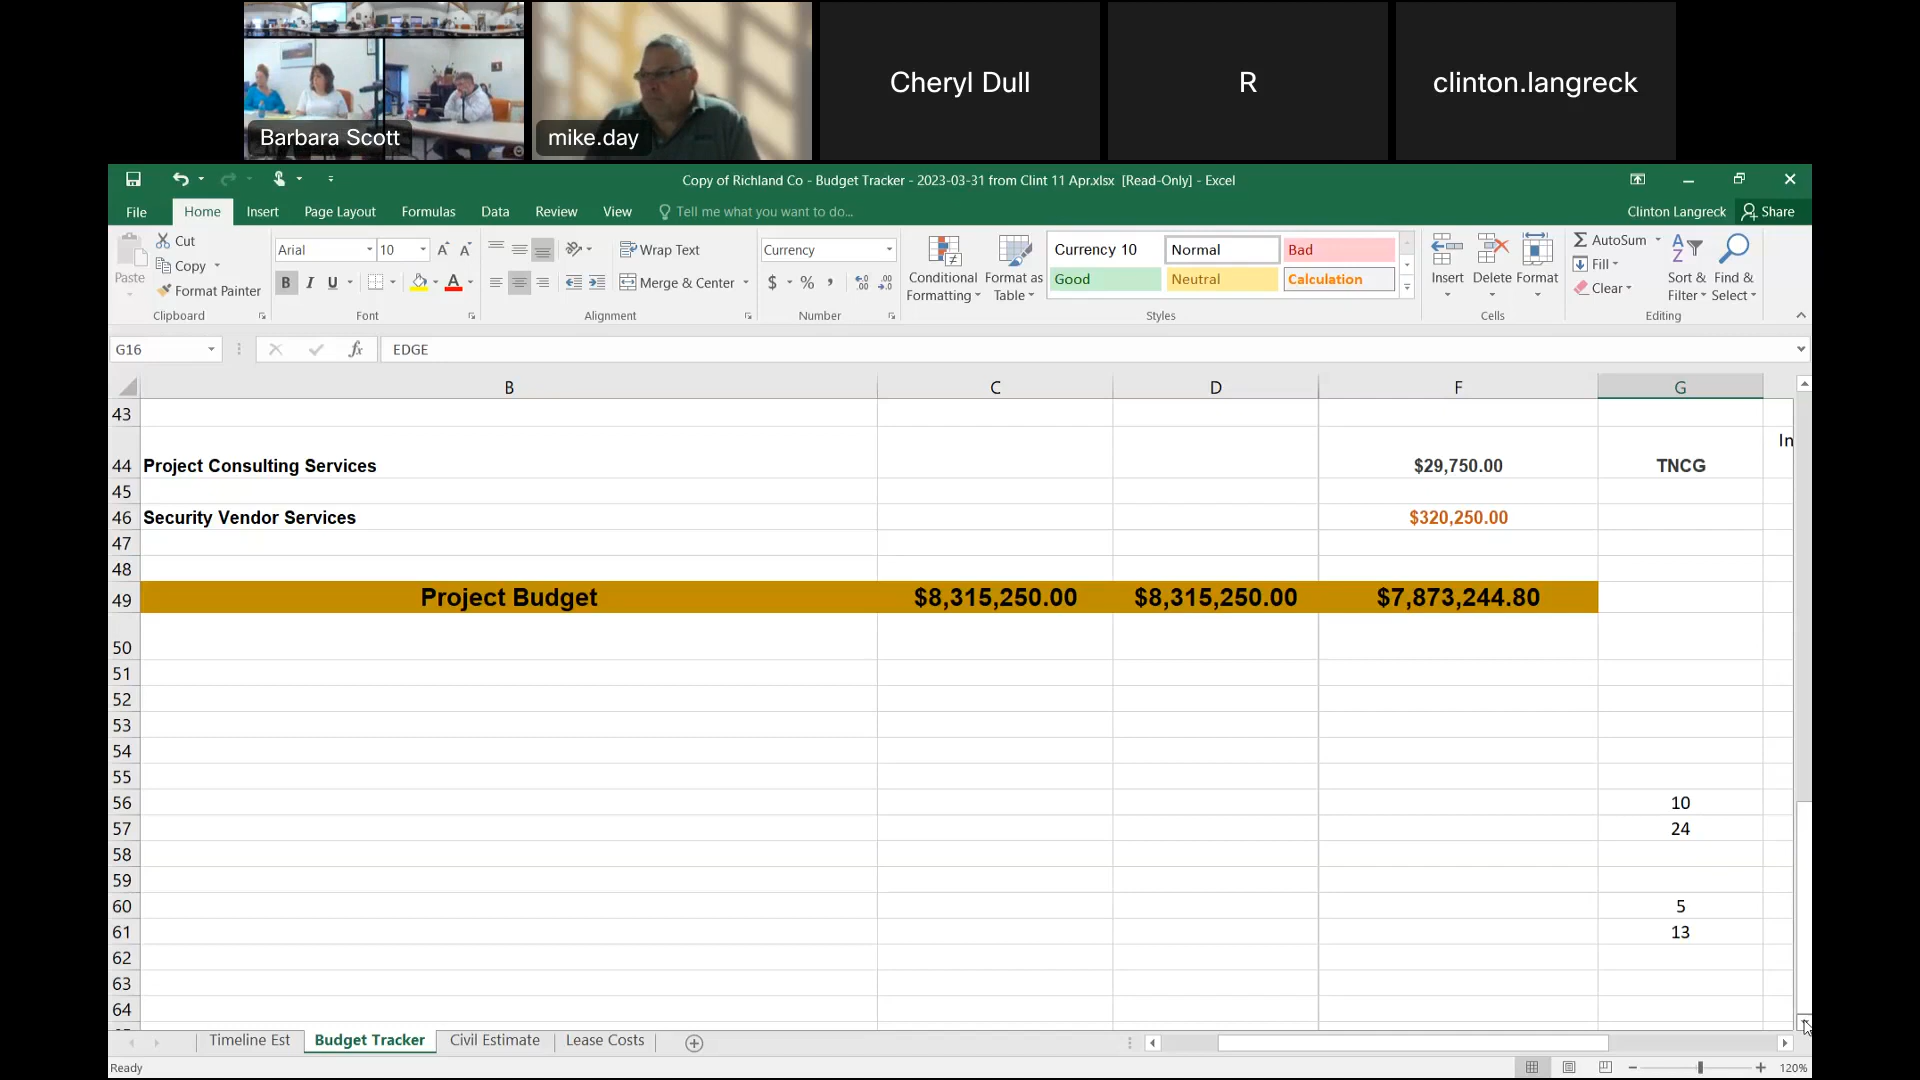 Barbara Scott
mike.day
Cheryl Dull
R
clinton.langreck
Copy of Richland Co - Budget Tracker - 2023-03-31 from Clint 11 Apr.xlsx [Read-Only] - Excel
File Home Insert Page Layout Formulas Data Review View Tell me what you want to do... Clinton Langreck Share
Paste Cut Copy Format Painter Clipboard
Arial 10 B I U A Font
Wrap Text Merge & Center Alignment
Currency $ % , Number
Conditional Formatting Format as Table
Currency 10 Normal Bad
Good Neutral Calculation
Styles
Insert Delete Format Cells
AutoSum Fill Clear Sort & Filter Find & Select Editing
G16 fx EDGE
B C D F G
43
In
44 Project Consulting Services $29,750.00 TNCG
45
46 Security Vendor Services $320,250.00
47
48
49 Project Budget $8,315,250.00 $8,315,250.00 $7,873,244.80
50
51
52
53
54
55
56 10
57 24
58
59
60 5
61 13
62
63
64
Timeline Est Budget Tracker Civil Estimate Lease Costs
Ready 120%